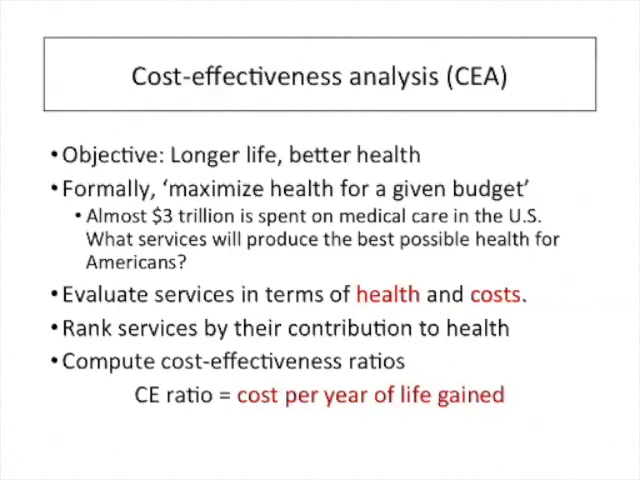 Cost-effectiveness analysis (CEA)
• Objective: Longer life, better health
• Formally, ‘maximize health for a given budget’
• Almost $3 trillion is spent on medical care in the U.S.
What services will produce the best possible health for
Americans?
• Evaluate services in terms of health and costs.
• Rank services by their contribution to health
• Compute cost-effectiveness ratios
CE ratio = cost per year of life gained